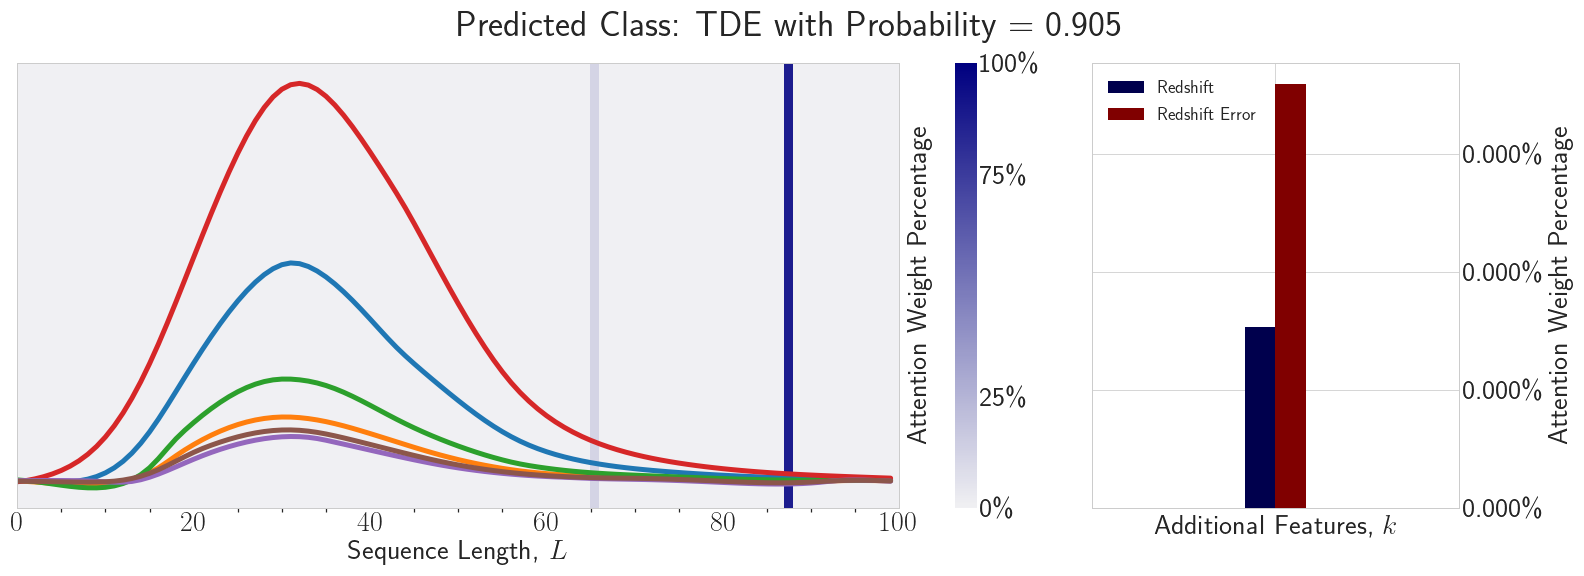 Predicted Class: TDE with Probability = 0.905
0 20 40 60 80 100
Sequence Length, L
Attention Weight Percentage
100%
75%
25%
0%
Redshift
Redshift Error
0.000%
0.000%
0.000%
0.000%
Attention Weight Percentage
Additional Features, k